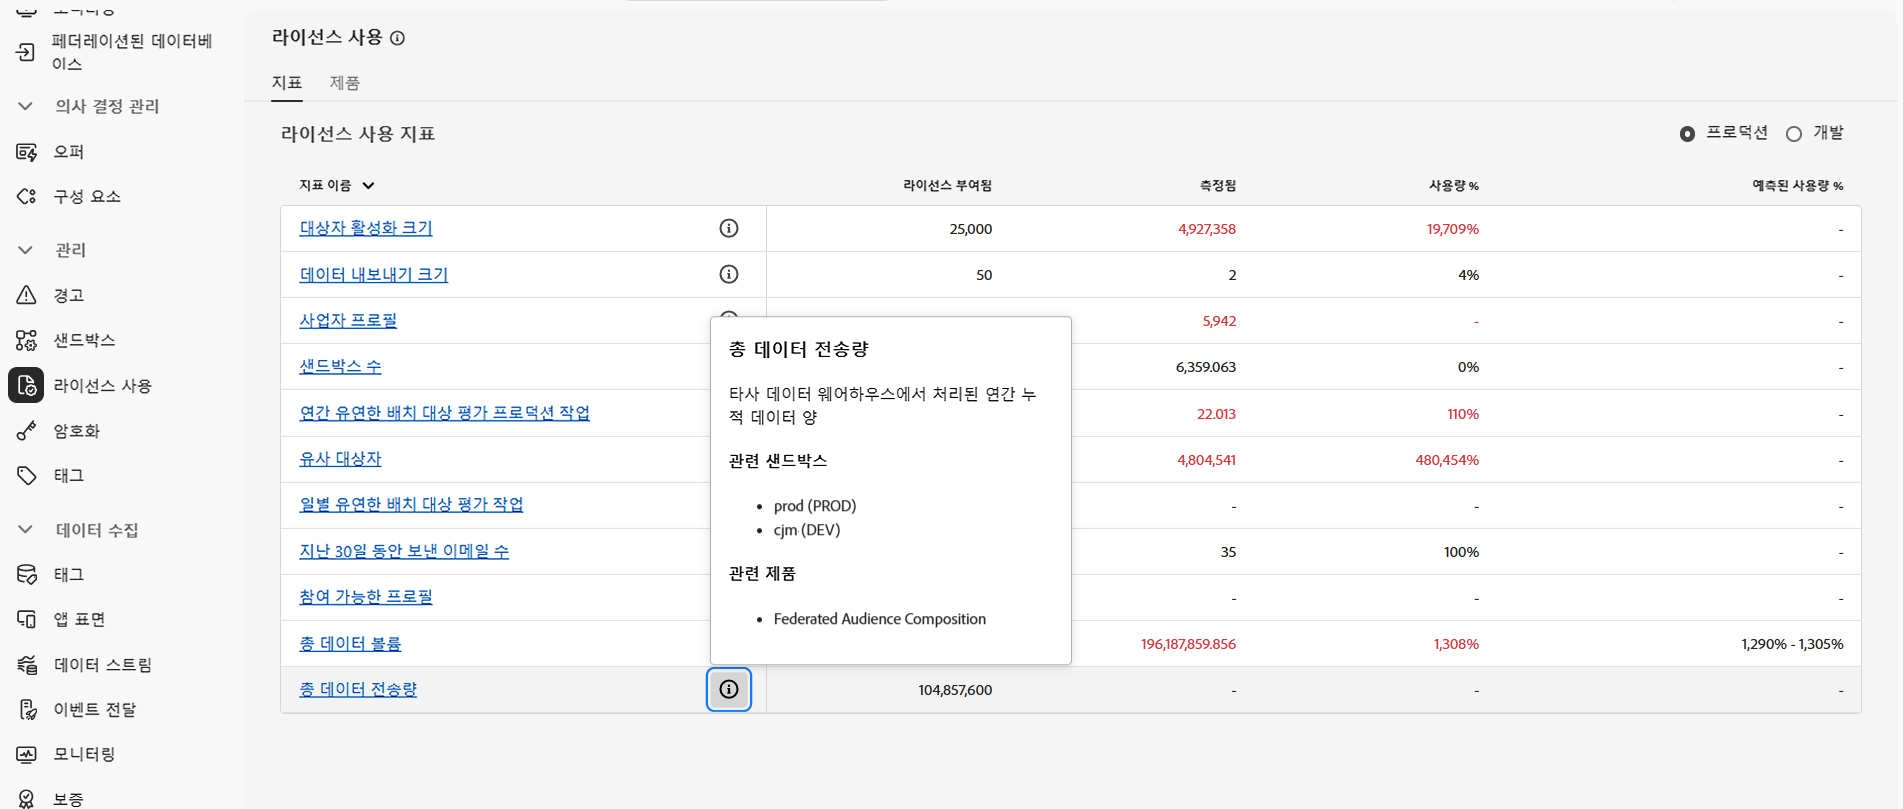 페더레이션된 데이터베
이스
의사 결정 관리
오퍼
구성 요소
관리
경고
샌드박스
라이선스 사용
암호화
태그
데이터 수집
태그
앱 표면
데이터 스트림
이벤트 전달
모니터링
보증
라이선스 사용
지표 제품
라이선스 사용 지표
프로덕션 개발
지표 이름 라이선스 부여됨 측정됨 사용량 % 예측된 사용량 %
대상자 활성화 크기 25,000 4,927,358 19,709% -
데이터 내보내기 크기 50 2 4% -
사업자 프로필 5,942 - -
샌드박스 수 6,359.063 0% -
연간 유연한 배치 대상 평가 프로덕션 작업 22.013 110% -
유사 대상자 4,804,541 480,454% -
일별 유연한 배치 대상 평가 작업 - - -
지난 30일 동안 보낸 이메일 수 35 100% -
참여 가능한 프로필 - - -
총 데이터 볼륨 196,187,859.856 1,308% 1,290% - 1,305%
총 데이터 전송량 104,857,600 - - -
총 데이터 전송량
타사 데이터 웨어하우스에서 처리된 연간 누
적 데이터 양
관련 샌드박스
• prod (PROD)
• cjm (DEV)
관련 제품
• Federated Audience Composition